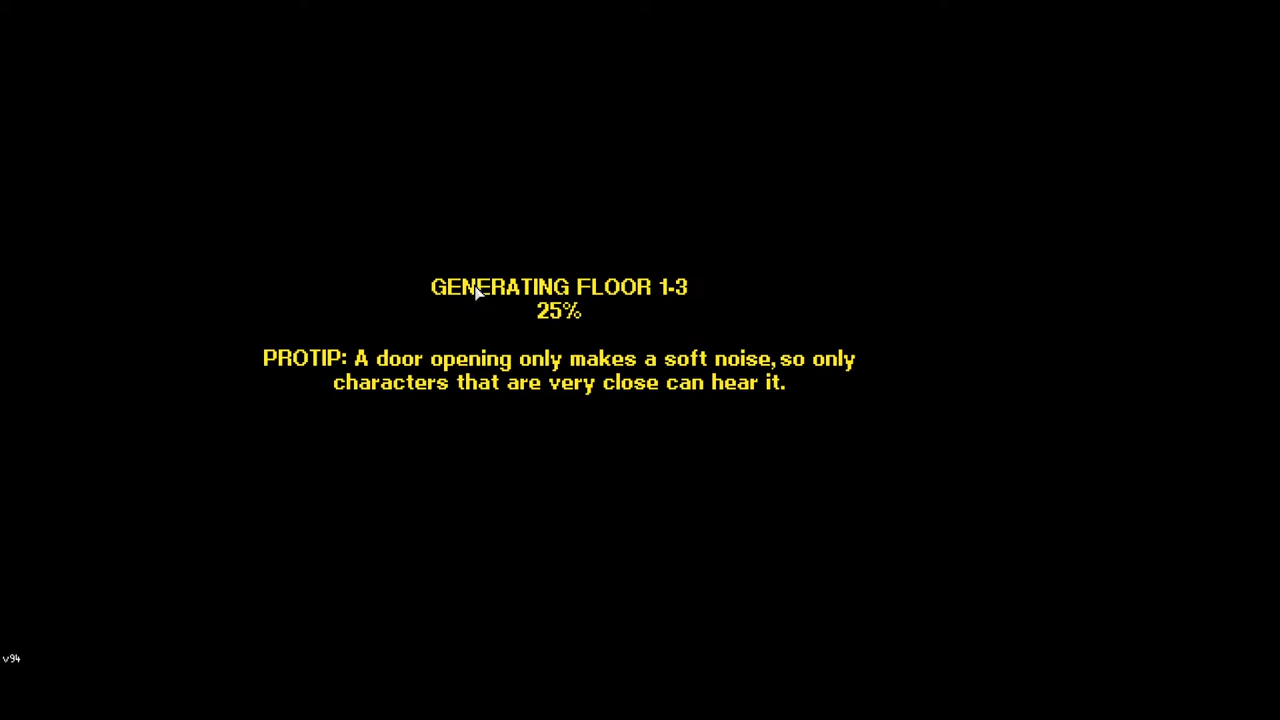 GENERATING FLOOR 1-3
25%
PROTIP: A door opening only makes a soft noise, so only
characters that are very close can hear it.
v94